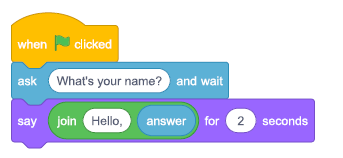 when clicked
ask What's your name? and wait
say join Hello, answer for 2 seconds